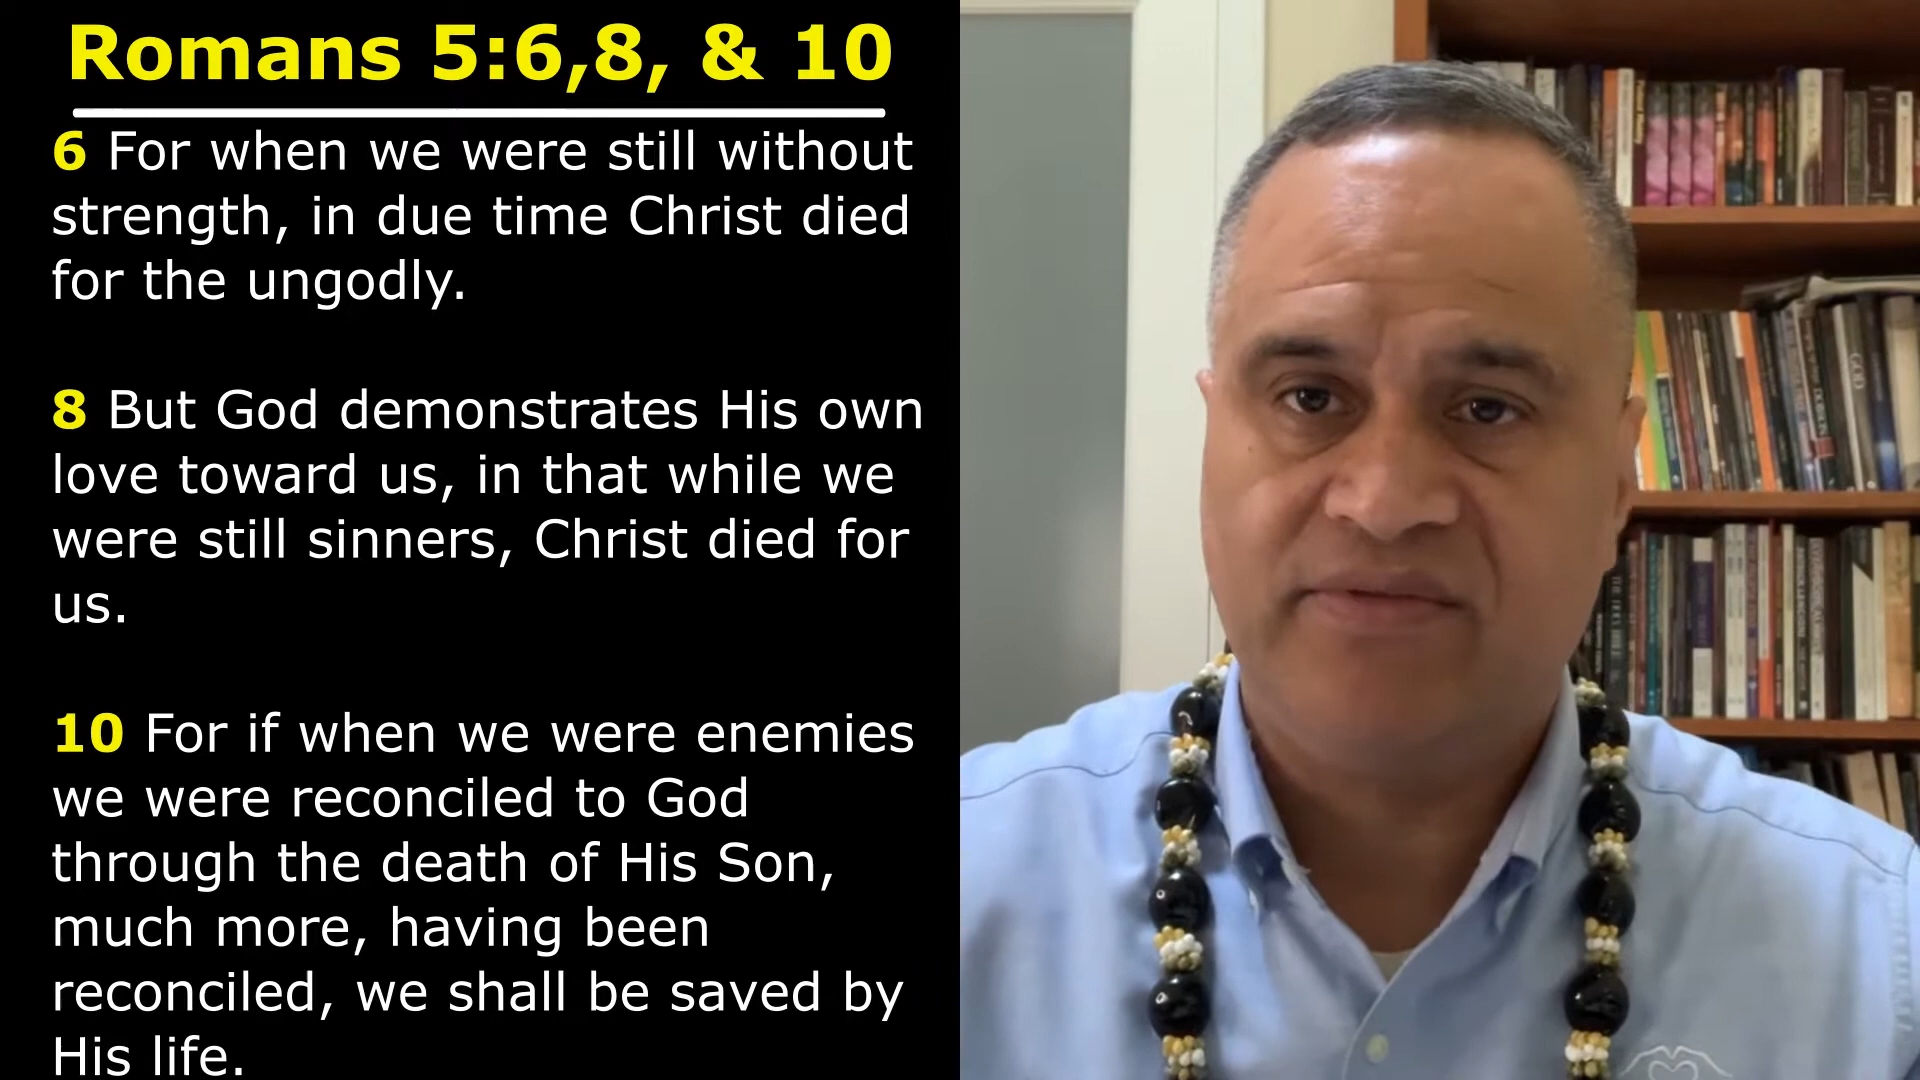 Romans 5:6,8, & 10
6 For when we were still without
strength, in due time Christ died
for the ungodly.
8 But God demonstrates His own
love toward us, in that while we
were still sinners, Christ died for
us.
10 For if when we were enemies
we were reconciled to God
through the death of His Son,
much more, having been
reconciled, we shall be saved by
His life.
GOD